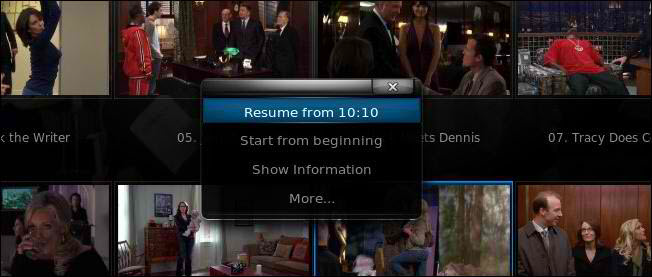 Resume from 10:10
k the Writer
05. J
ets Dennis
07. Tracy Does C
Start from beginning
Show Information
More...